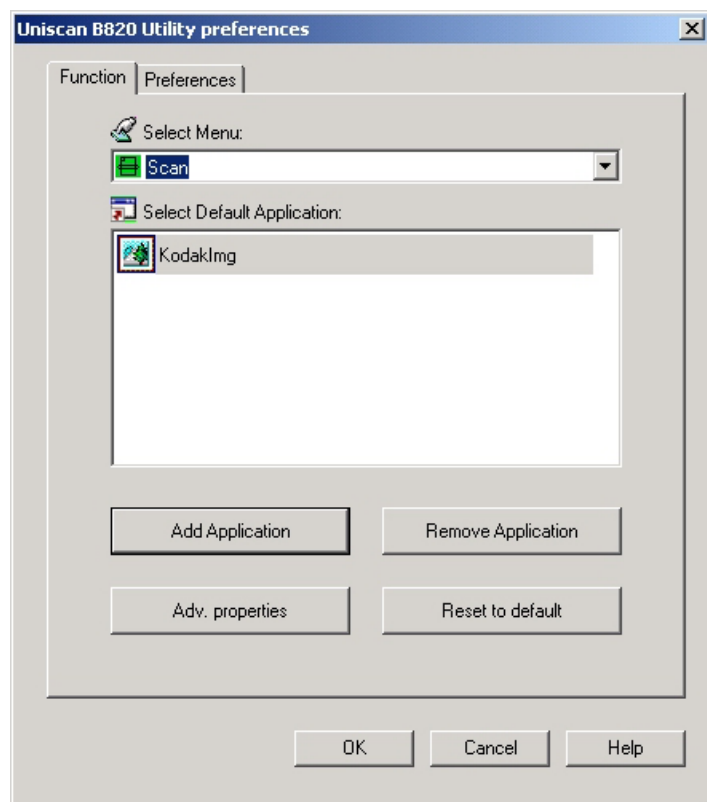 Uniscan B820 Utility preferences
Function Preferences
Select Menu:
Scan
Select Default Application:
KodakImg
Add Application Remove Application
Adv. properties Reset to default
OK Cancel Help